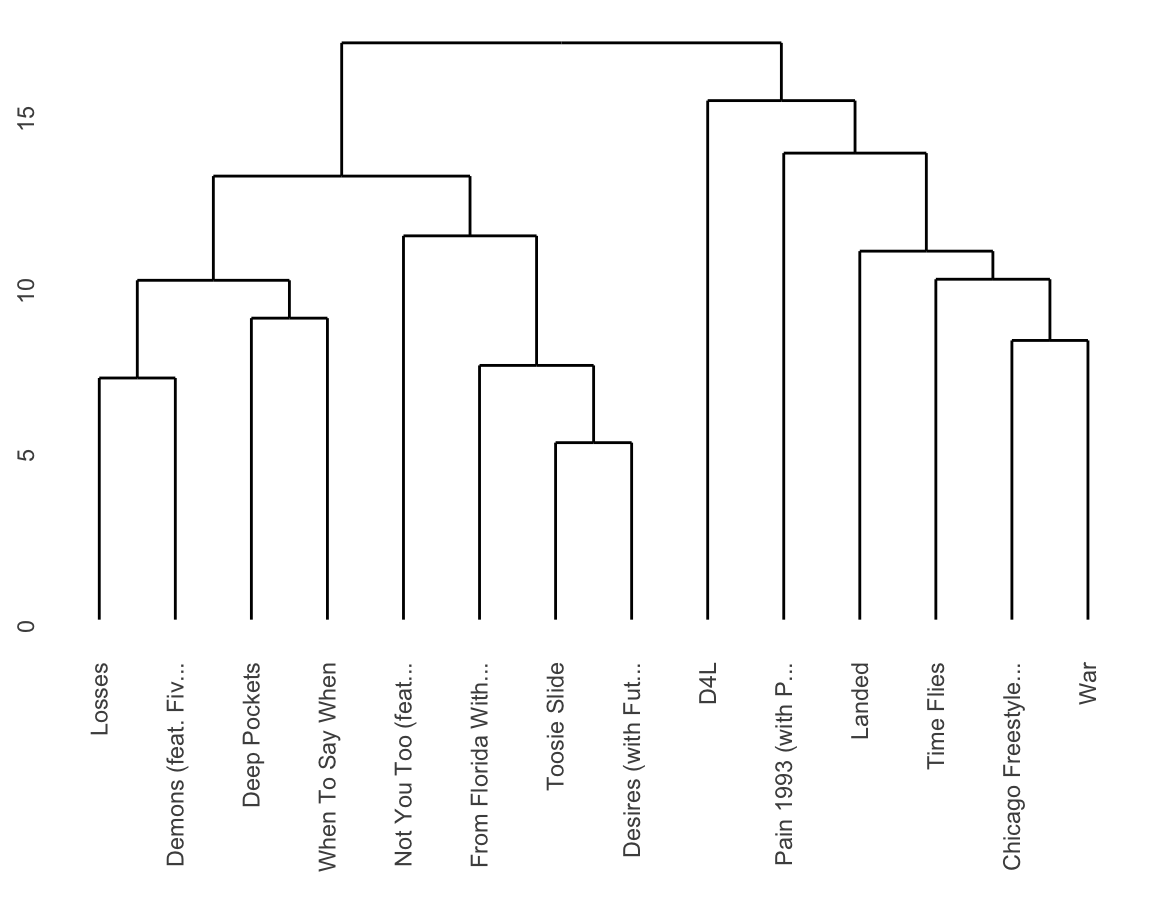 15
10
5
0
Losses
Demons (feat. Fiv...
Deep Pockets
When To Say When
Not You Too (feat...
From Florida With...
Toosie Slide
Desires (with Fut...
D4L
Pain 1993 (with P...
Landed
Time Flies
Chicago Freestyle...
War